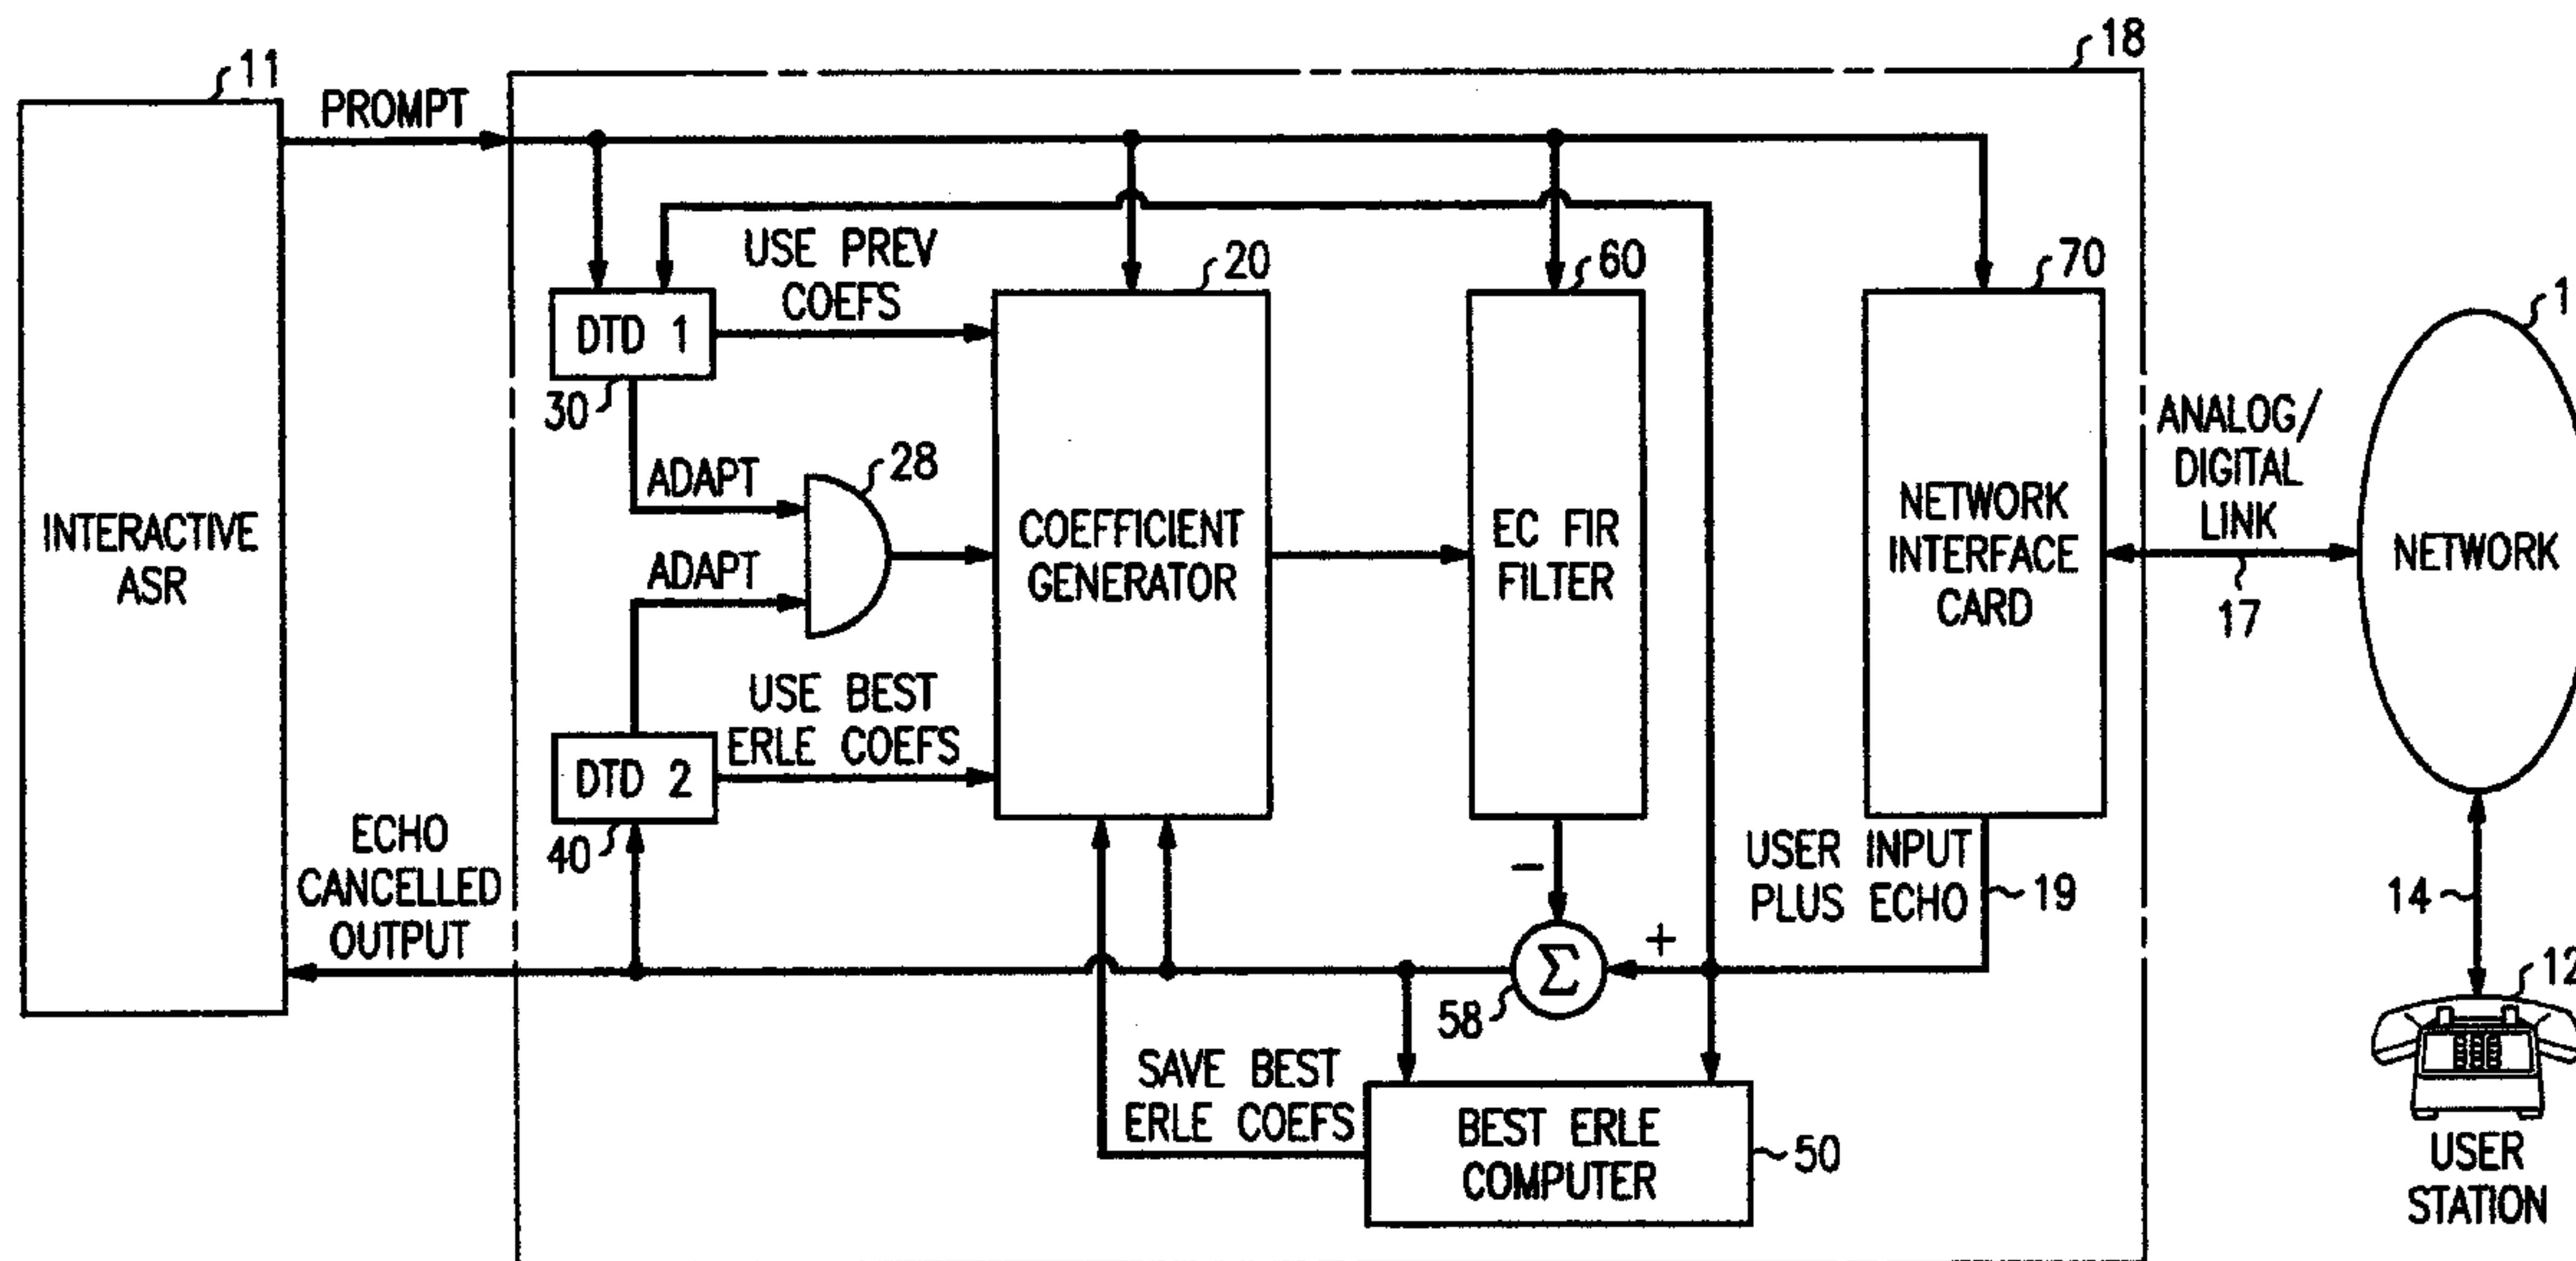 11
PROMPT
18
INTERACTIVE
ASR
USE PREV
COEFS
20
60
70
DTD 1
30
ADAPT
28
ADAPT
COEFFICIENT
GENERATOR
EC FIR
FILTER
NETWORK
INTERFACE
CARD
ANALOG/
DIGITAL
LINK
17
NETWORK
USE BEST
ERLE COEFS
DTD 2
40
ECHO
CANCELLED
OUTPUT
-
+
Σ
58
USER INPUT
PLUS ECHO
19
14
12
SAVE BEST
ERLE COEFS
BEST ERLE
COMPUTER
50
USER
STATION